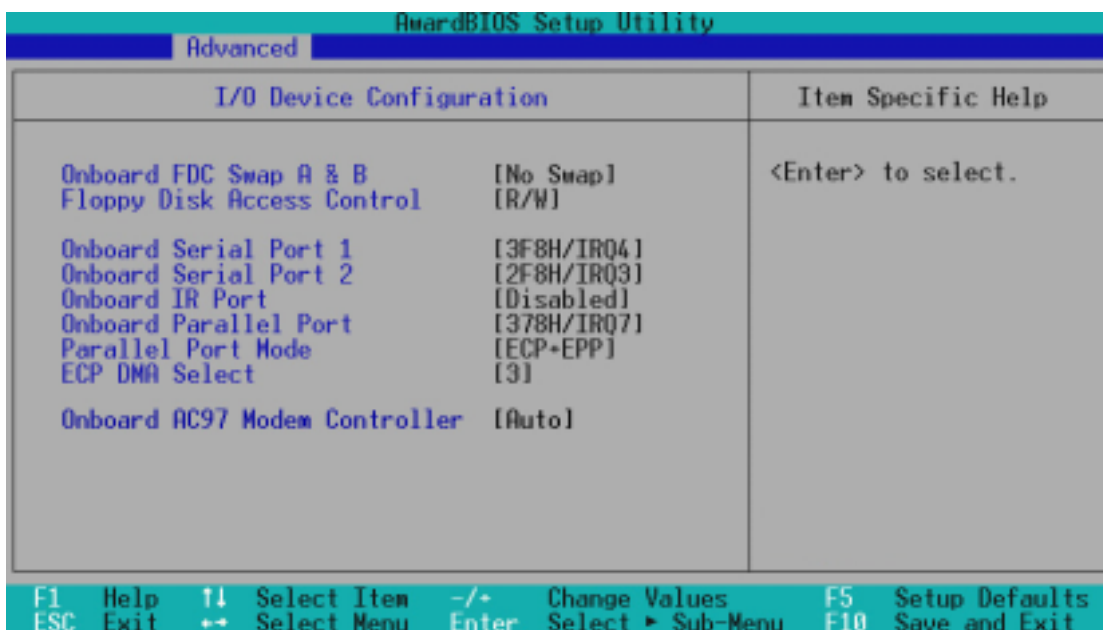 AwardBIOS Setup Utility
Advanced
I/O Device Configuration
Item Specific Help
Onboard FDC Swap A & B [No Swap]
Floppy Disk Access Control [R/W]
Onboard Serial Port 1 [3F8H/IRQ4]
Onboard Serial Port 2 [2F8H/IRQ3]
Onboard IR Port [Disabled]
Onboard Parallel Port [378H/IRQ7]
Parallel Port Mode [ECP+EPP]
ECP DMA Select [3]
Onboard AC97 Modem Controller [Auto]
<Enter> to select.
F1 Help ↑↓ Select Item -/+ Change Values F5 Setup Defaults
ESC Exit ←→ Select Menu Enter Select ► Sub-Menu F10 Save and Exit